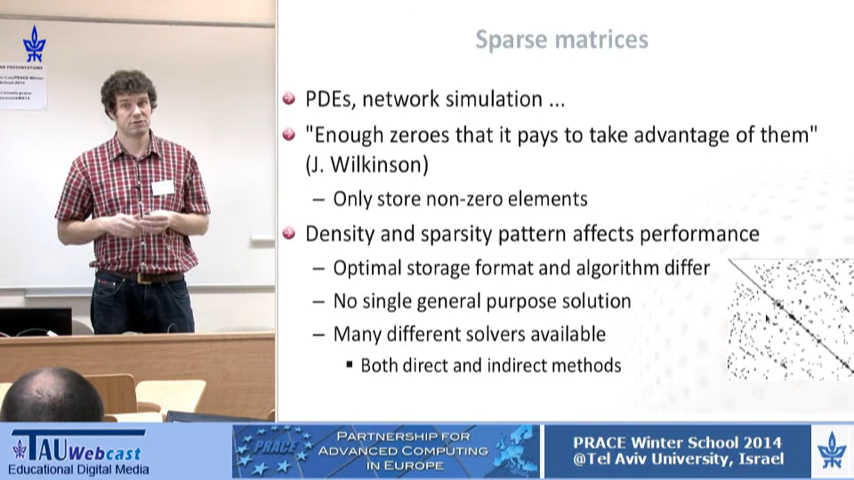 Sparse matrices
PDEs, network simulation ...
"Enough zeroes that it pays to take advantage of them"
(J. Wilkinson)
– Only store non-zero elements
Density and sparsity pattern affects performance
– Optimal storage format and algorithm differ
– No single general purpose solution
– Many different solvers available
▪ Both direct and indirect methods
TAU Webcast
Educational Digital Media
PRACE
PARTNERSHIP FOR
ADVANCED COMPUTING
IN EUROPE
PRACE Winter School 2014
@Tel Aviv University, Israel